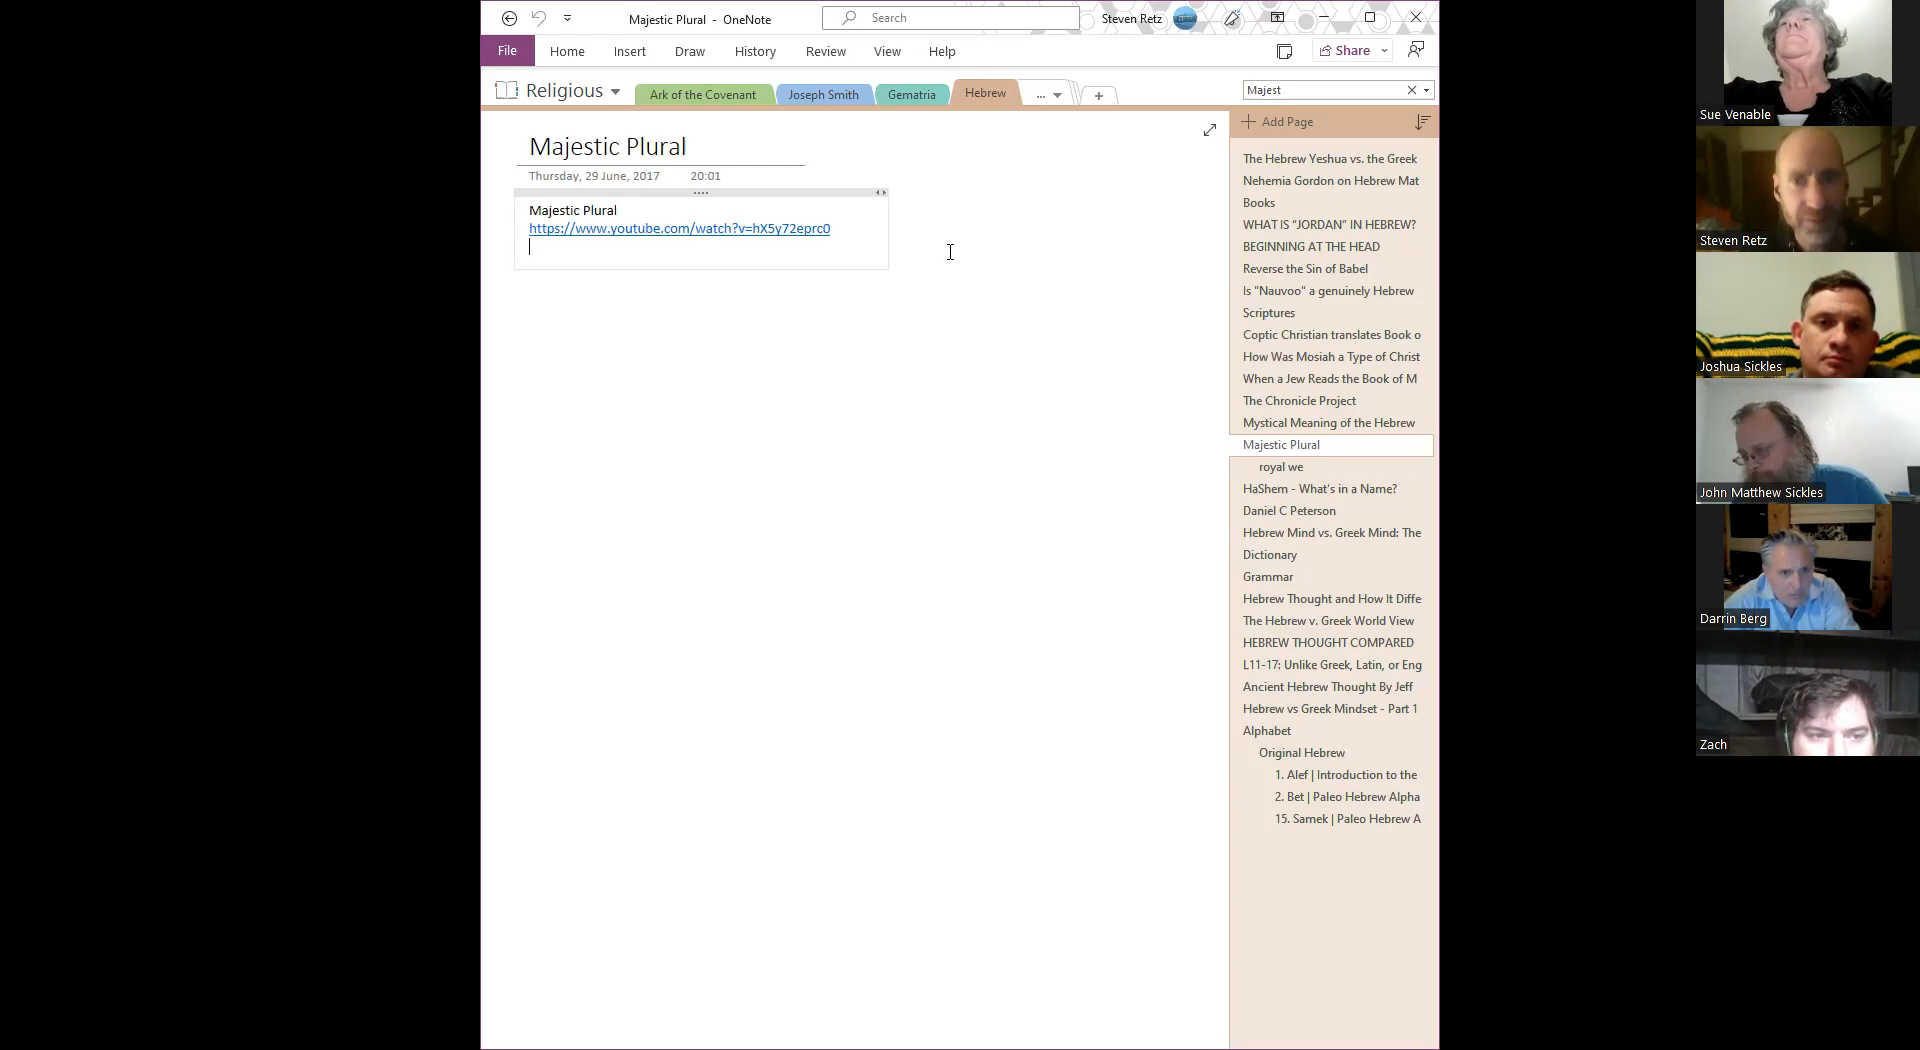 Majestic Plural - OneNote
Search
Steven Retz
File
Home
Insert
Draw
History
Review
View
Help
Share
Religious
Ark of the Covenant
Joseph Smith
Gematria
Hebrew
...
Majest
Majestic Plural
Thursday, 29 June, 2017 20:01
Majestic Plural
https://www.youtube.com/watch?v=hX5y72eprc0
Add Page
The Hebrew Yeshua vs. the Greek
Nehemia Gordon on Hebrew Mat
Books
WHAT IS “JORDAN” IN HEBREW?
BEGINNING AT THE HEAD
Reverse the Sin of Babel
Is "Nauvoo" a genuinely Hebrew
Scriptures
Coptic Christian translates Book o
How Was Mosiah a Type of Christ
When a Jew Reads the Book of M
The Chronicle Project
Mystical Meaning of the Hebrew
Majestic Plural
royal we
HaShem - What's in a Name?
Daniel C Peterson
Hebrew Mind vs. Greek Mind: The
Dictionary
Grammar
Hebrew Thought and How It Diffe
The Hebrew v. Greek World View
HEBREW THOUGHT COMPARED
L11-17: Unlike Greek, Latin, or Eng
Ancient Hebrew Thought By Jeff
Hebrew vs Greek Mindset - Part 1
Alphabet
Original Hebrew
1. Alef | Introduction to the
2. Bet | Paleo Hebrew Alpha
15. Samek | Paleo Hebrew A
Sue Venable
Steven Retz
Joshua Sickles
John Matthew Sickles
Darrin Berg
Zach